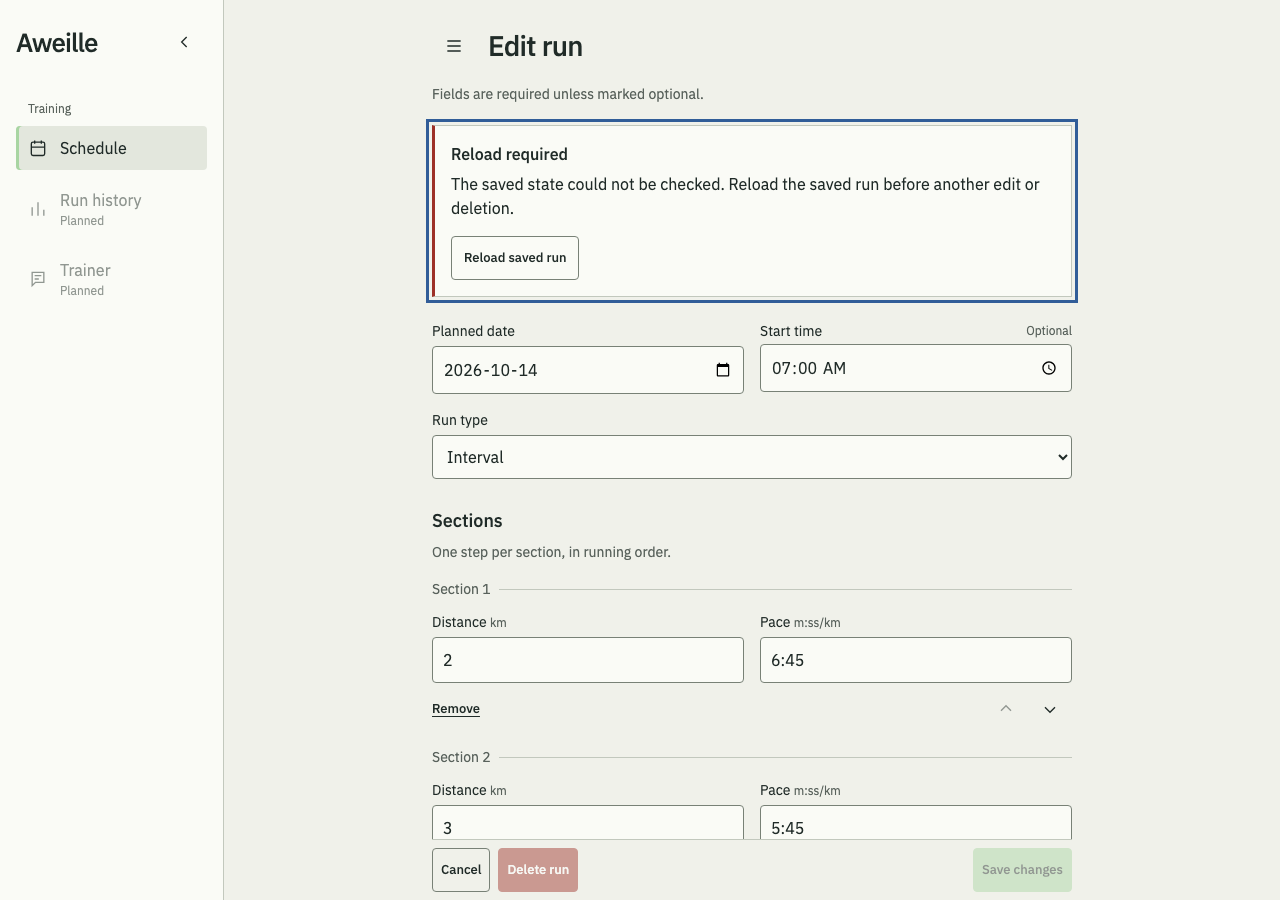 Aweille
Training
Schedule
Run history
Planned
Trainer
Planned
Edit run
Fields are required unless marked optional.
Reload required
The saved state could not be checked. Reload the saved run before another edit or
deletion.
Reload saved run
Planned date
Start time Optional
2026-10-14
07:00 AM
Run type
Interval
Sections
One step per section, in running order.
Section 1
Distance km
Pace m:ss/km
2
6:45
Remove
Section 2
Distance km
Pace m:ss/km
3
5:45
Cancel
Delete run
Save changes